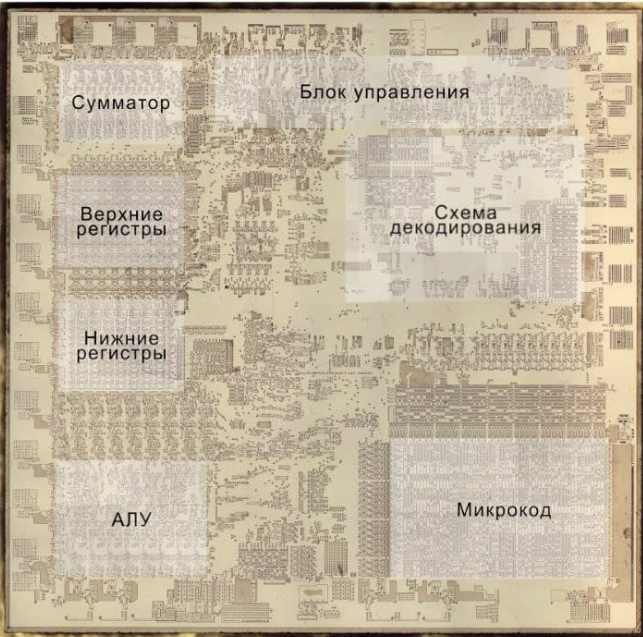 Сумматор
Блок управления
Верхние
регистры
Схема
декодирования
Нижние
регистры
АЛУ
Микрокод